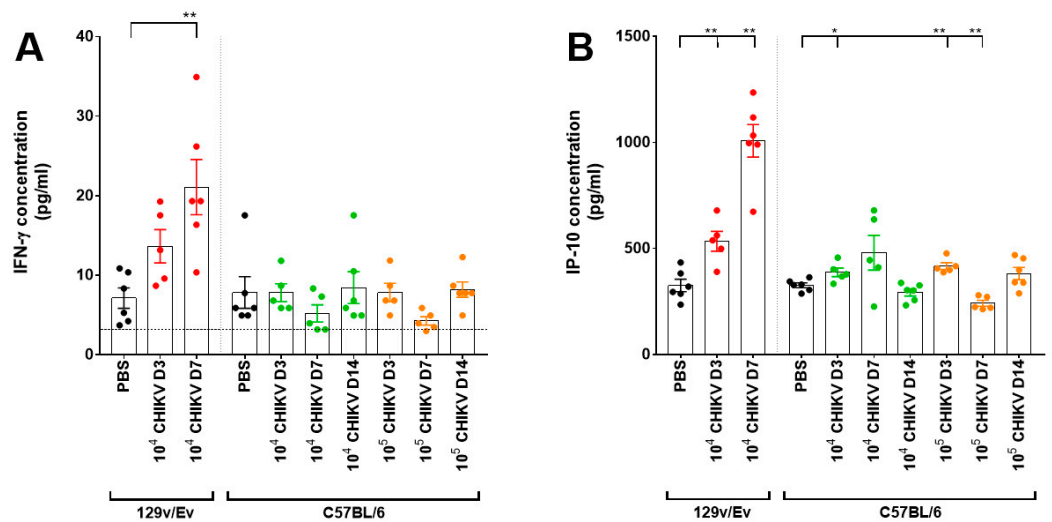 A
**
IFN-γ concentration
(pg/ml)
40
30
20
10
0
PBS
10⁴ CHIKV D3
10⁴ CHIKV D7
PBS
10⁴ CHIKV D3
10⁴ CHIKV D7
10⁴ CHIKV D14
10⁵ CHIKV D3
10⁵ CHIKV D7
10⁵ CHIKV D14
129v/Ev
C57BL/6
B
** ** * ** **
IP-10 concentration
(pg/ml)
1500
1000
500
0
PBS
10⁴ CHIKV D3
10⁴ CHIKV D7
PBS
10⁴ CHIKV D3
10⁴ CHIKV D7
10⁴ CHIKV D14
10⁵ CHIKV D3
10⁵ CHIKV D7
10⁵ CHIKV D14
129v/Ev
C57BL/6